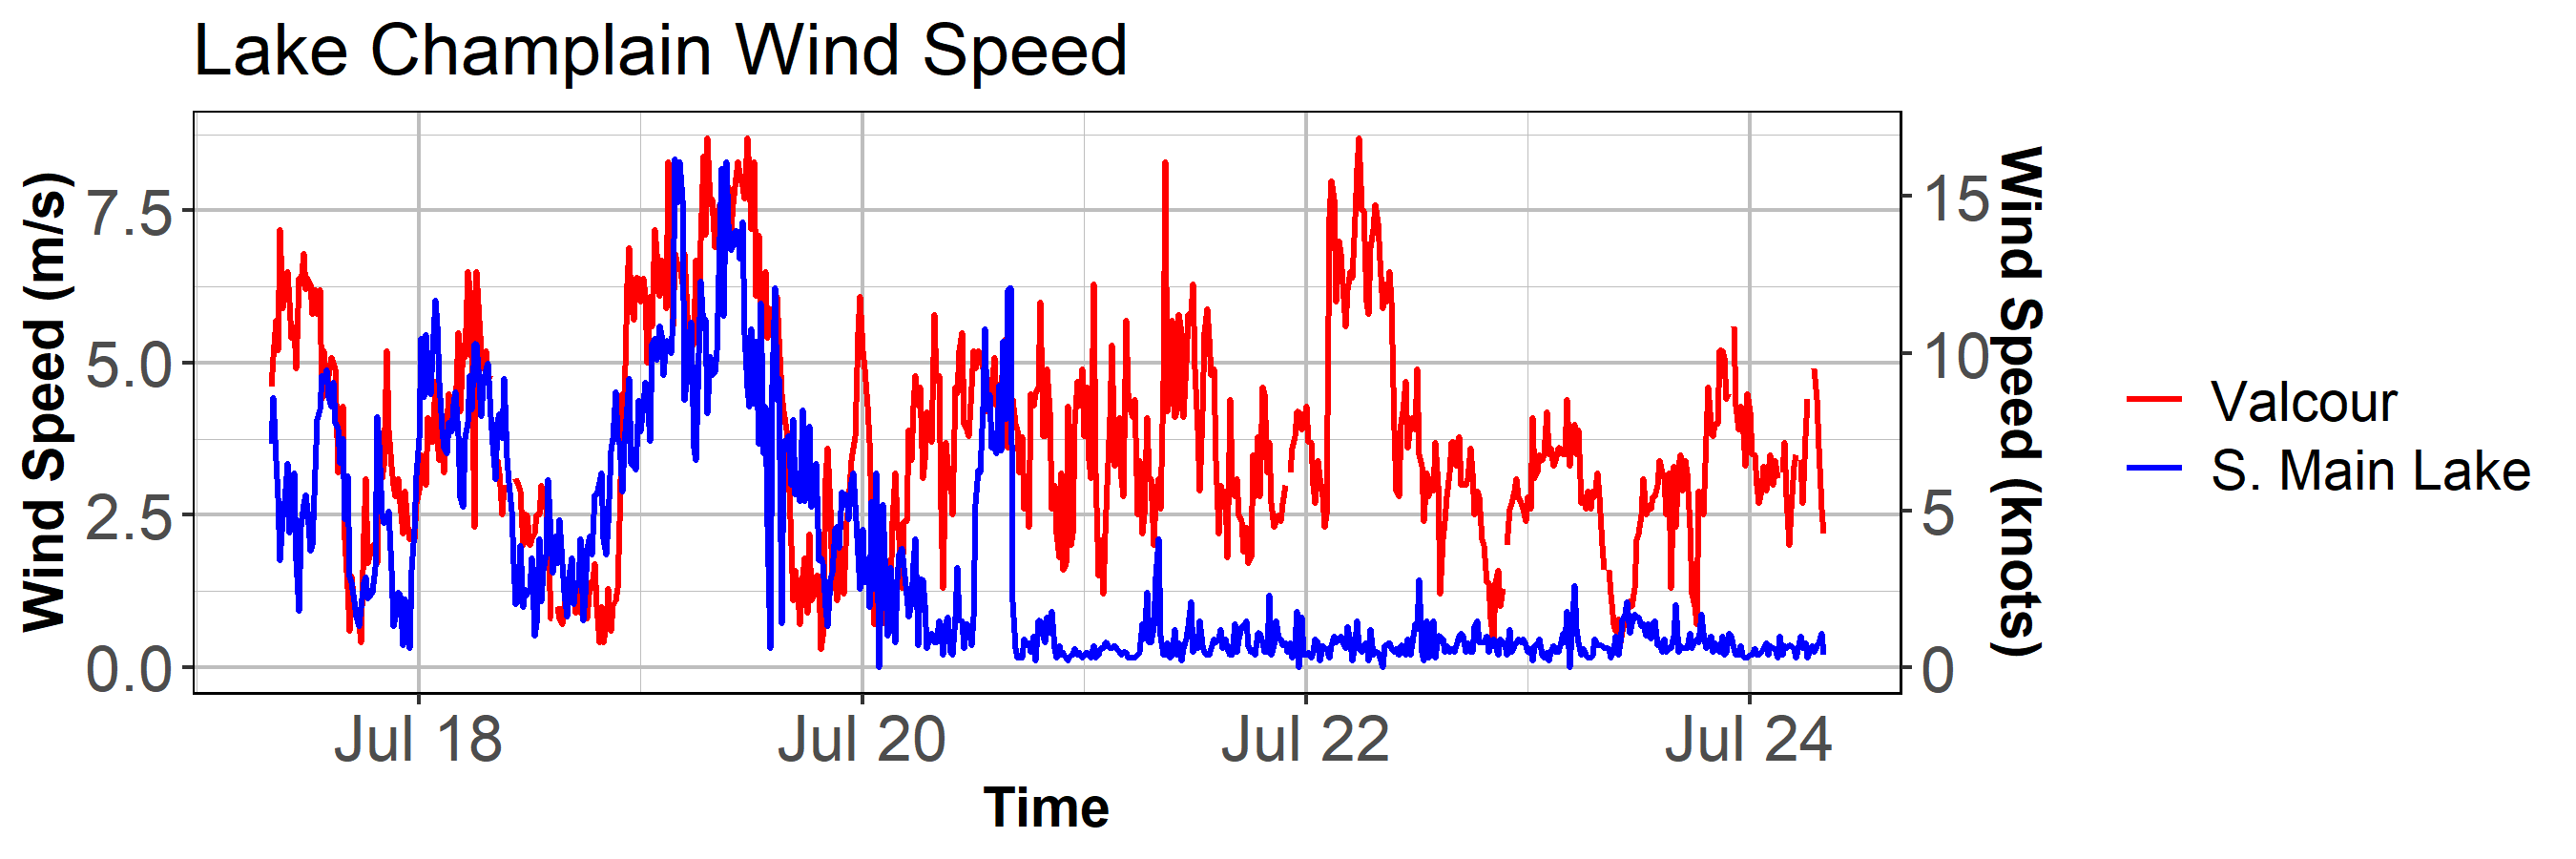 Lake Champlain Wind Speed
Wind Speed (m/s)
7.5
5.0
2.5
0.0
15
10
5
0
Wind Speed (knots)
Valcour
S. Main Lake
Jul 18
Jul 20
Jul 22
Jul 24
Time